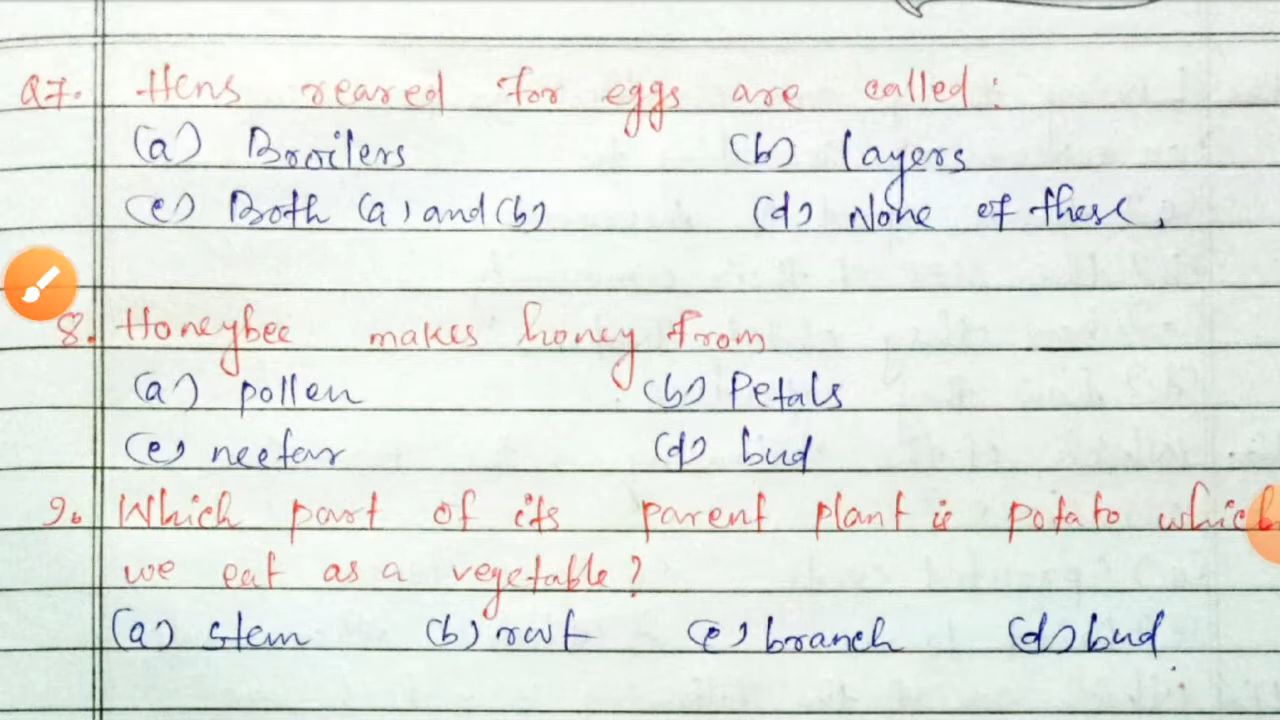 Q7. Hens reared for eggs are called:
(a) Broilers (b) layers
(c) Both (a) and (b) (d) None of these.
8. Honeybee makes honey from —
(a) pollen (b) Petals
(c) nectar (d) bud
9. Which part of its parent plant is potato which
we eat as a vegetable?
(a) stem (b) root (c) branch (d) bud